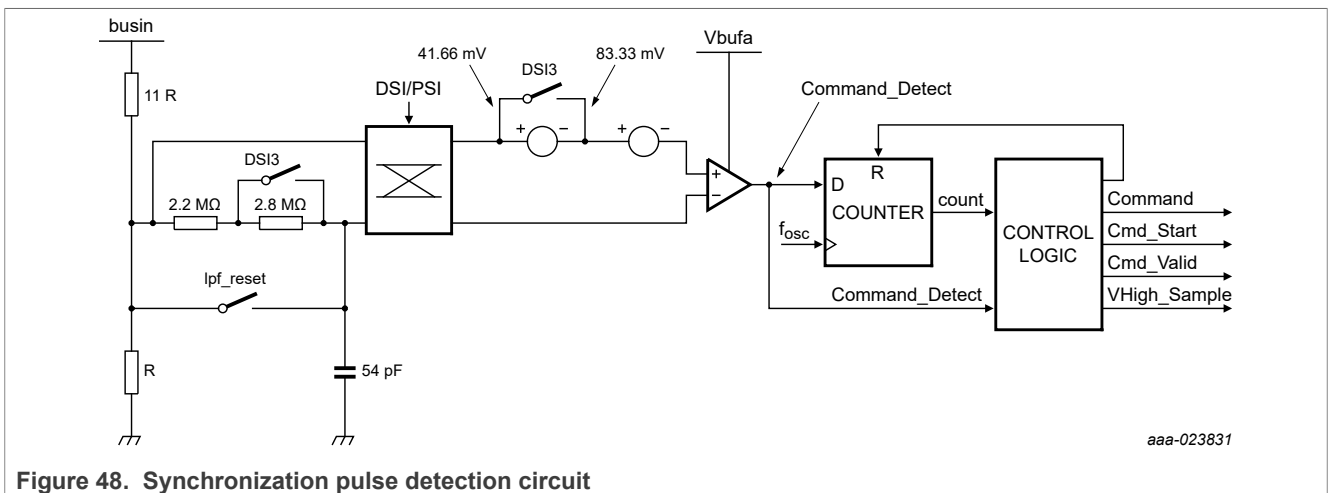 busin
Vbufa
41.66 mV
83.33 mV
11 R
DSI/PSI
DSI3
Command_Detect
DSI3
2.2 MΩ
2.8 MΩ
+
−
+
−
+
−
D
R
COUNTER
fosc
count
CONTROL
LOGIC
Command
Cmd_Start
Cmd_Valid
VHigh_Sample
Command_Detect
lpf_reset
R
54 pF
aaa-023831
Figure 48. Synchronization pulse detection circuit